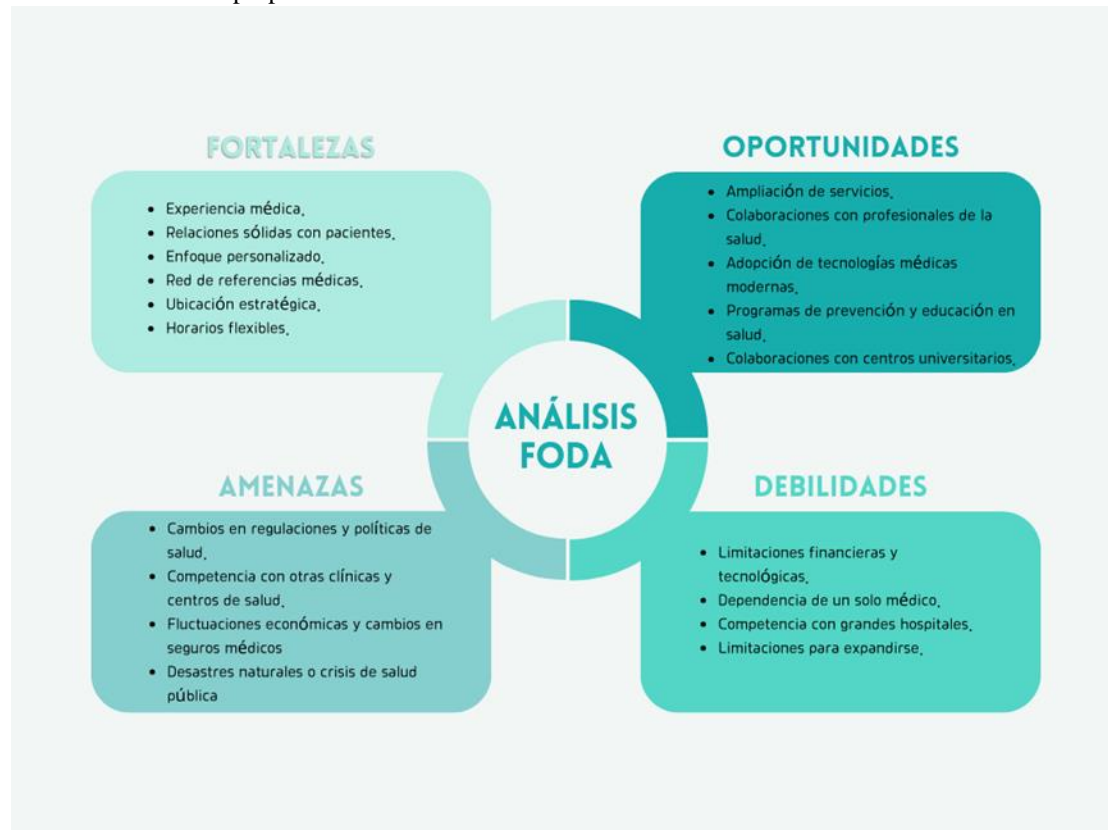 FORTALEZAS
• Experiencia médica.
• Relaciones sólidas con pacientes.
• Enfoque personalizado.
• Red de referencias médicas.
• Ubicación estratégica.
• Horarios flexibles.
OPORTUNIDADES
• Ampliación de servicios.
• Colaboraciones con profesionales de la
salud.
• Adopción de tecnologías médicas
modernas.
• Programas de prevención y educación en
salud.
• Colaboraciones con centros universitarios.
ANÁLISIS
FODA
AMENAZAS
• Cambios en regulaciones y políticas de
salud.
• Competencia con otras clínicas y
centros de salud.
• Fluctuaciones económicas y cambios en
seguros médicos
• Desastres naturales o crisis de salud
pública
DEBILIDADES
• Limitaciones financieras y
tecnológicas.
• Dependencia de un solo médico.
• Competencia con grandes hospitales.
• Limitaciones para expandirse.